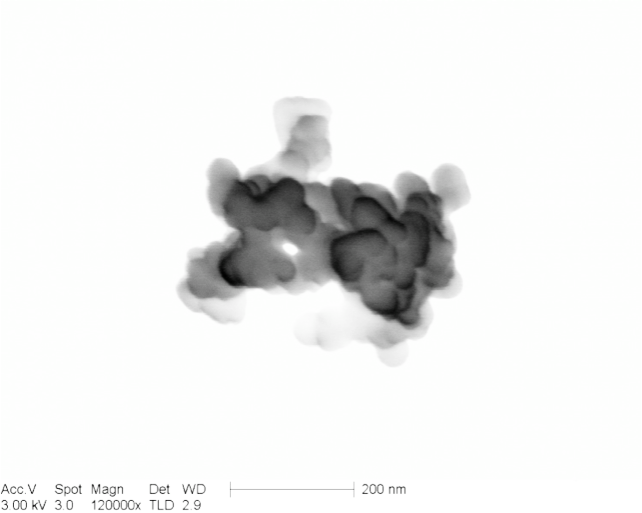 Acc.V Spot Magn Det WD 200 nm
3.00 kV 3.0 120000x TLD 2.9